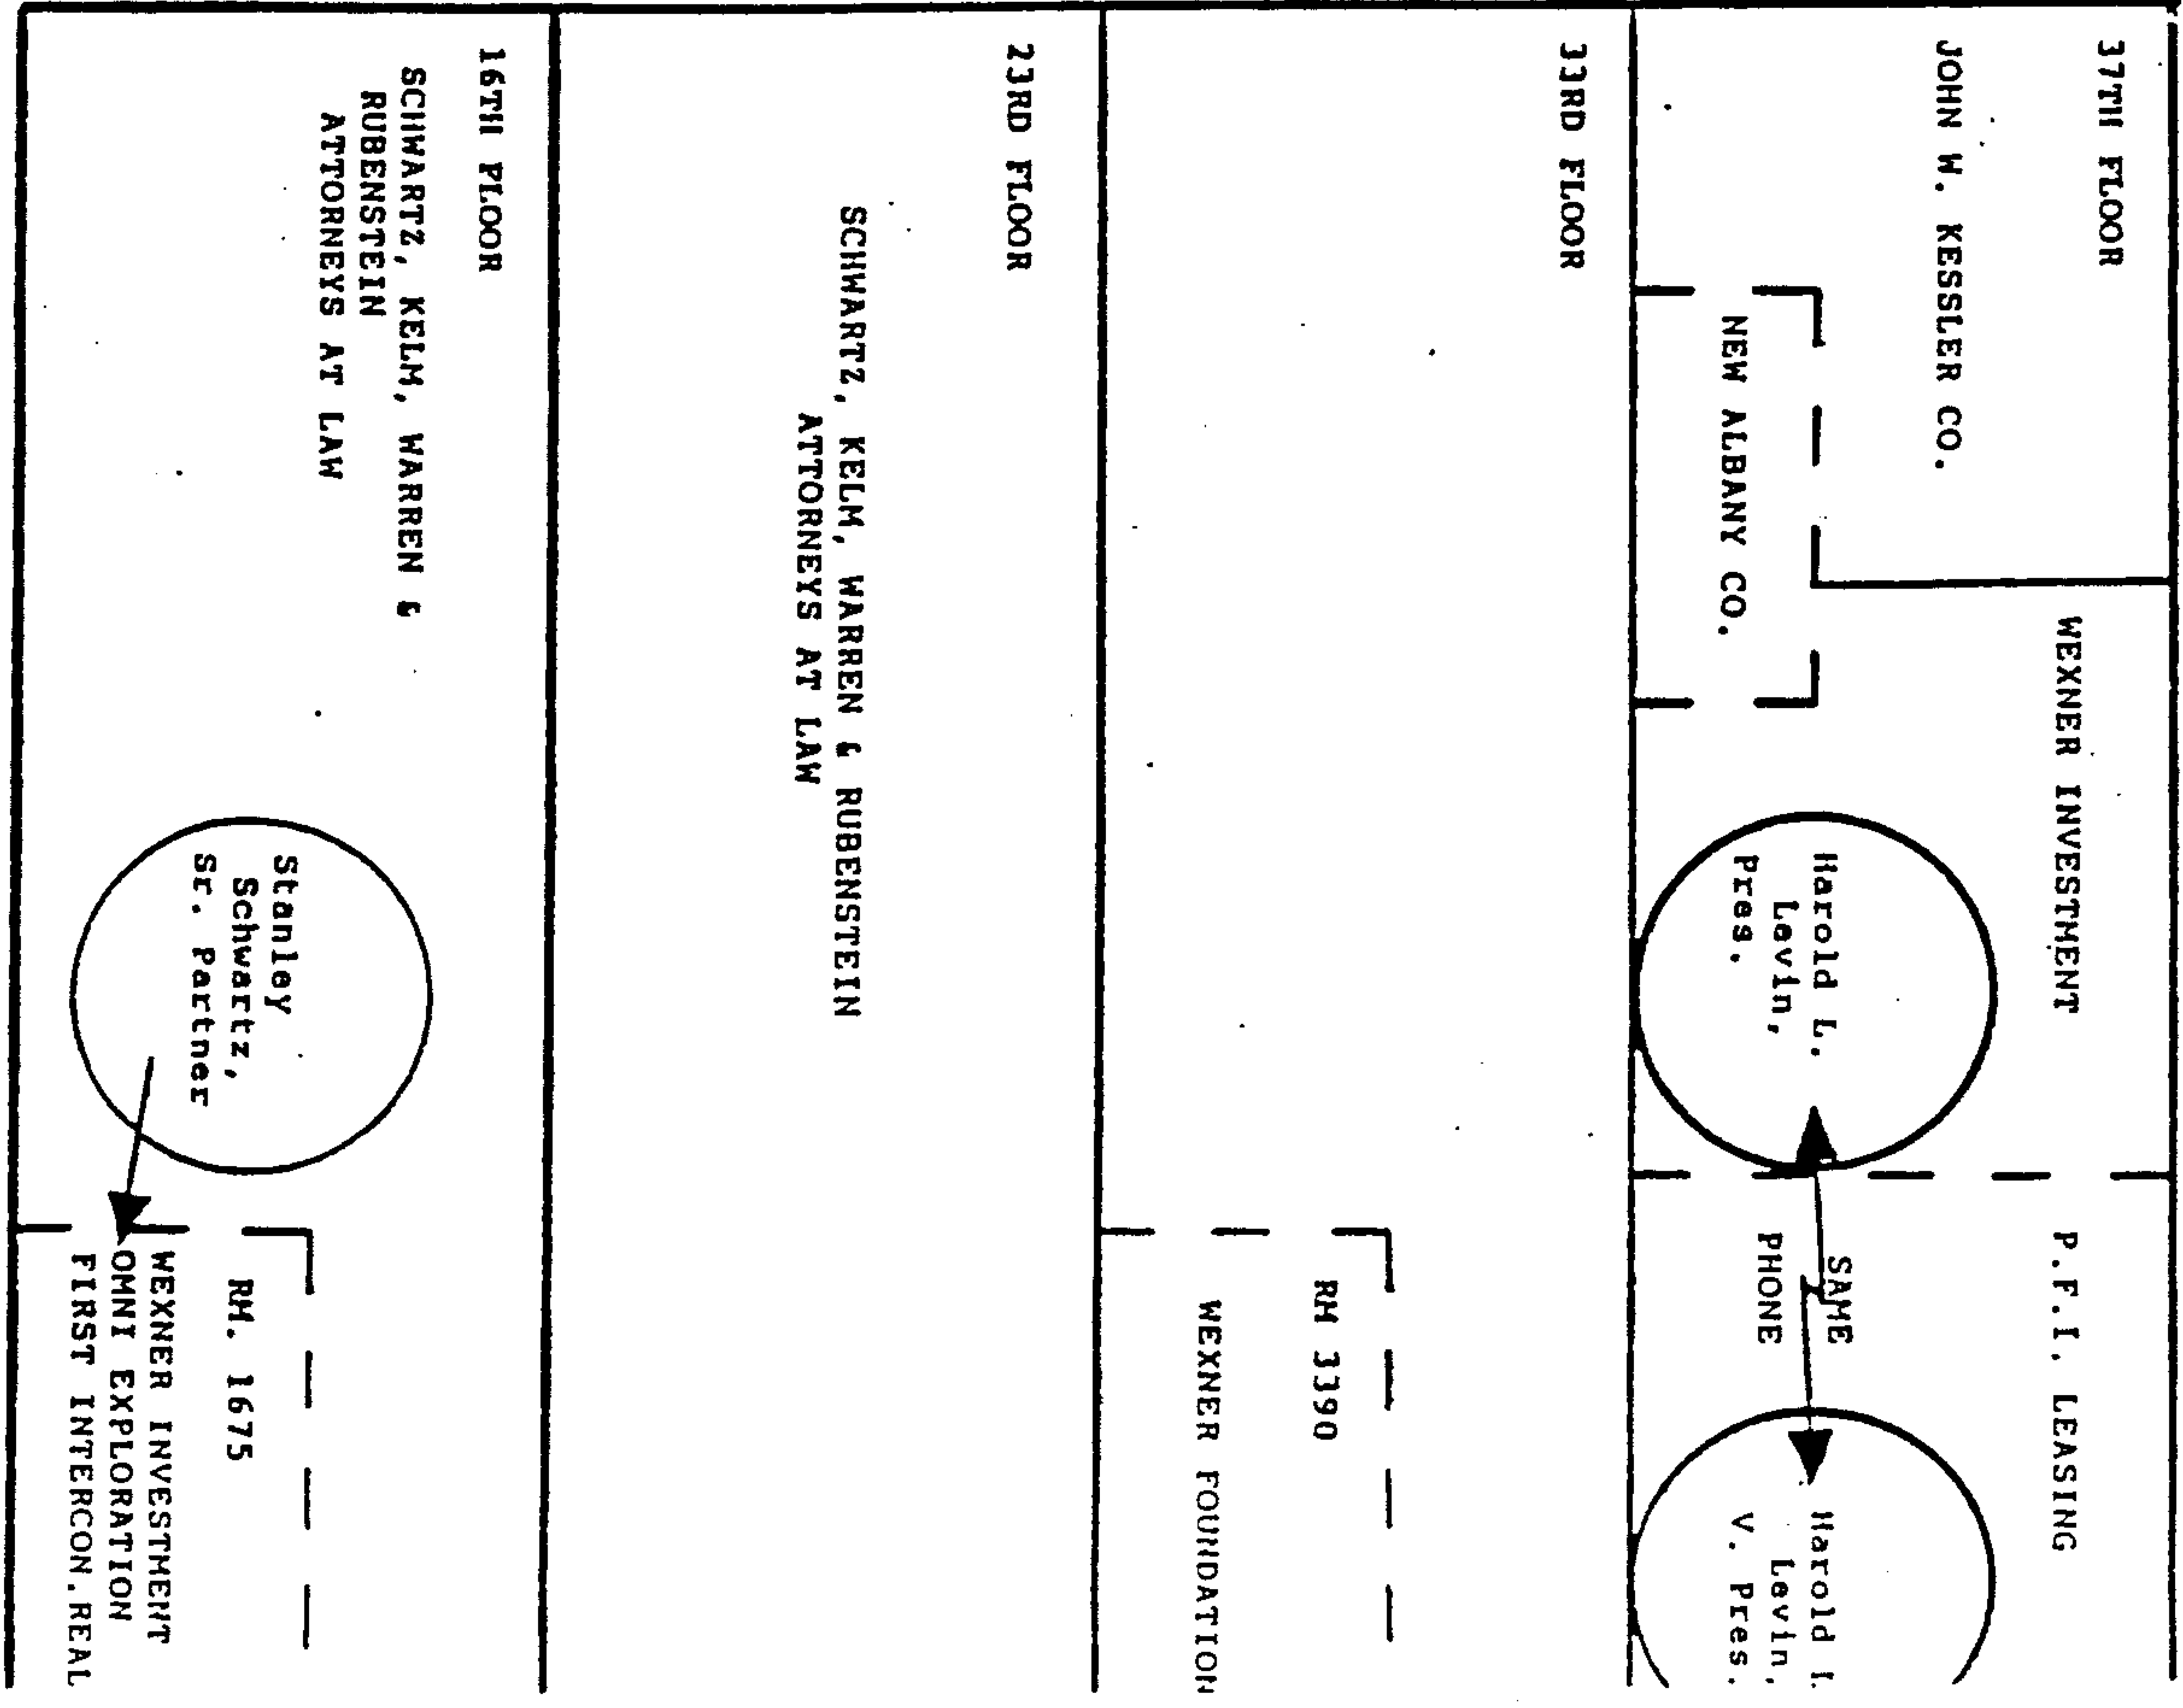 37TH FLOOR
JOHN W. KESSLER CO.
NEW ALBANY CO.
WEXNER INVESTMENT
Harold L.
Levin,
Pres.
P.F.I. LEASING
SAME
PHONE
Harold L.
Levin,
V. Pres.
33RD FLOOR
RM 3390
WEXNER FOUNDATION
23RD FLOOR
SCHWARTZ, KELM, WARREN & RUBENSTEIN
ATTORNEYS AT LAW
16TH FLOOR
SCHWARTZ, KELM, WARREN &
RUBENSTEIN
ATTORNEYS AT LAW
Stanley
Schwartz,
Sr. Partner
RM. 1675
WEXNER INVESTMENT
OMNI EXPLORATION
FIRST INTERCON.REAL